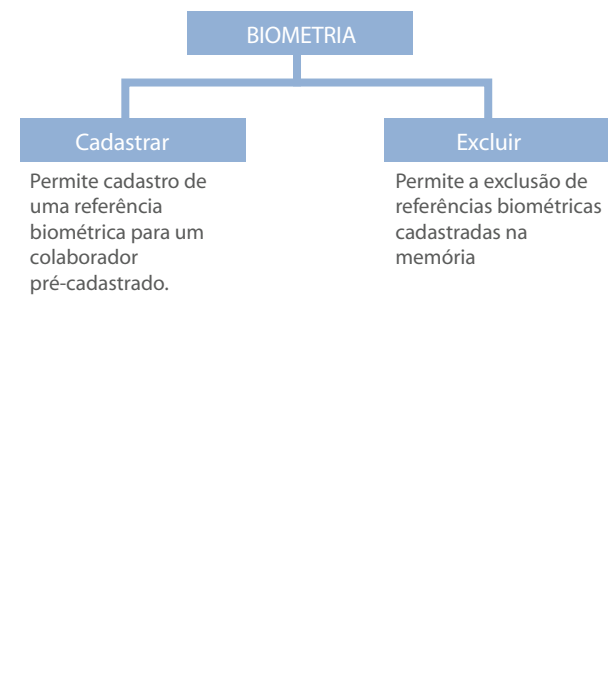 BIOMETRIA
Cadastrar
Permite cadastro de
uma referência
biométrica para um
colaborador
pré-cadastrado.
Excluir
Permite a exclusão de
referências biométricas
cadastradas na
memória